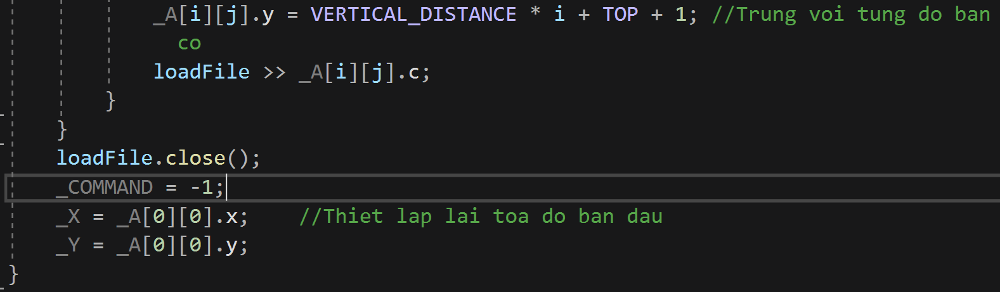 _A[i][j].y = VERTICAL_DISTANCE * i + TOP + 1; //Trung voi tung do ban
co
loadFile >> _A[i][j].c;
}
}
loadFile.close();
_COMMAND = -1;
_X = _A[0][0].x;    //Thiet lap lai toa do ban dau
_Y = _A[0][0].y;
}